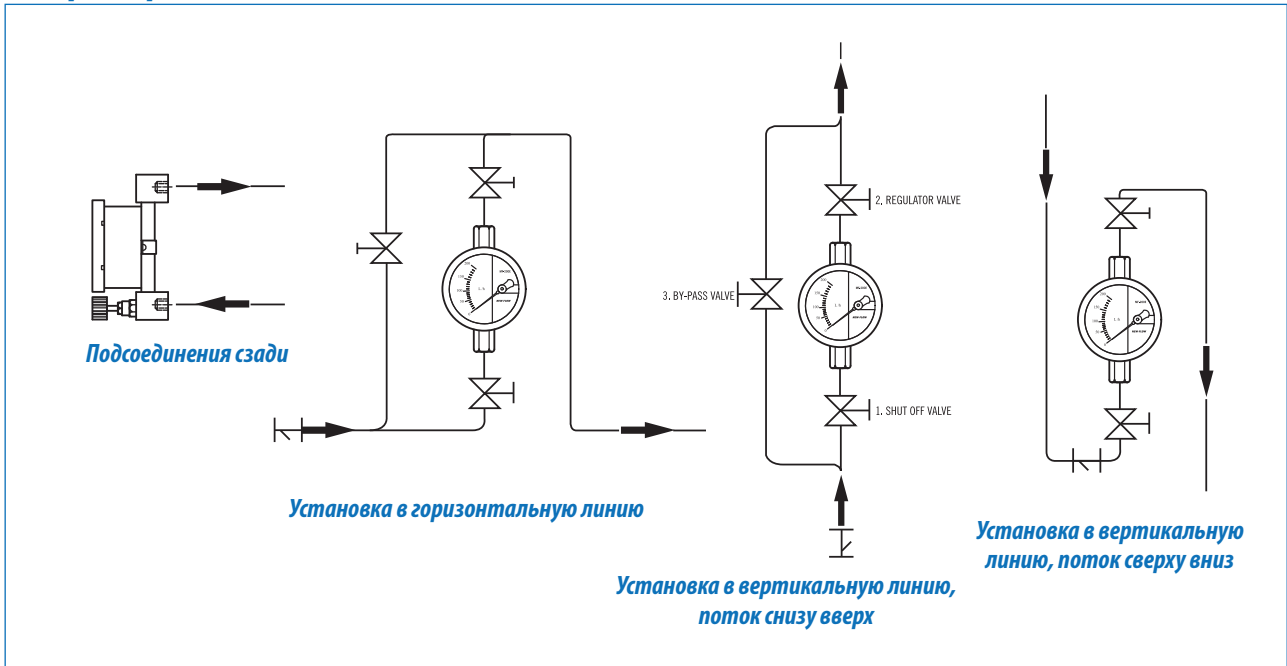 2. REGULATOR VALVE
3. BY-PASS VALVE
L/h
L/h
L/h
Подсоединения сзади
1. SHUT OFF VALVE
Установка в горизонтальную линию
Установка в вертикальную линию,
поток снизу вверх
Установка в вертикальную
линию, поток сверху вниз